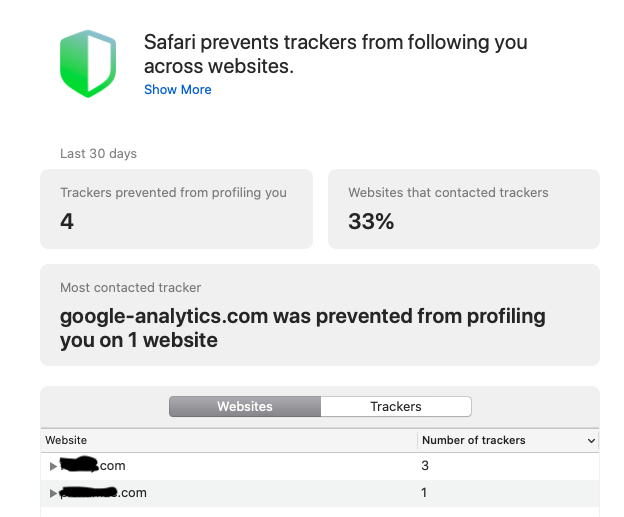 Safari prevents trackers from following you
across websites.
Show More
Last 30 days
Trackers prevented from profiling you
4
Websites that contacted trackers
33%
Most contacted tracker
google-analytics.com was prevented from profiling
you on 1 website
Websites
Trackers
Website
Number of trackers
.com
3
.com
1